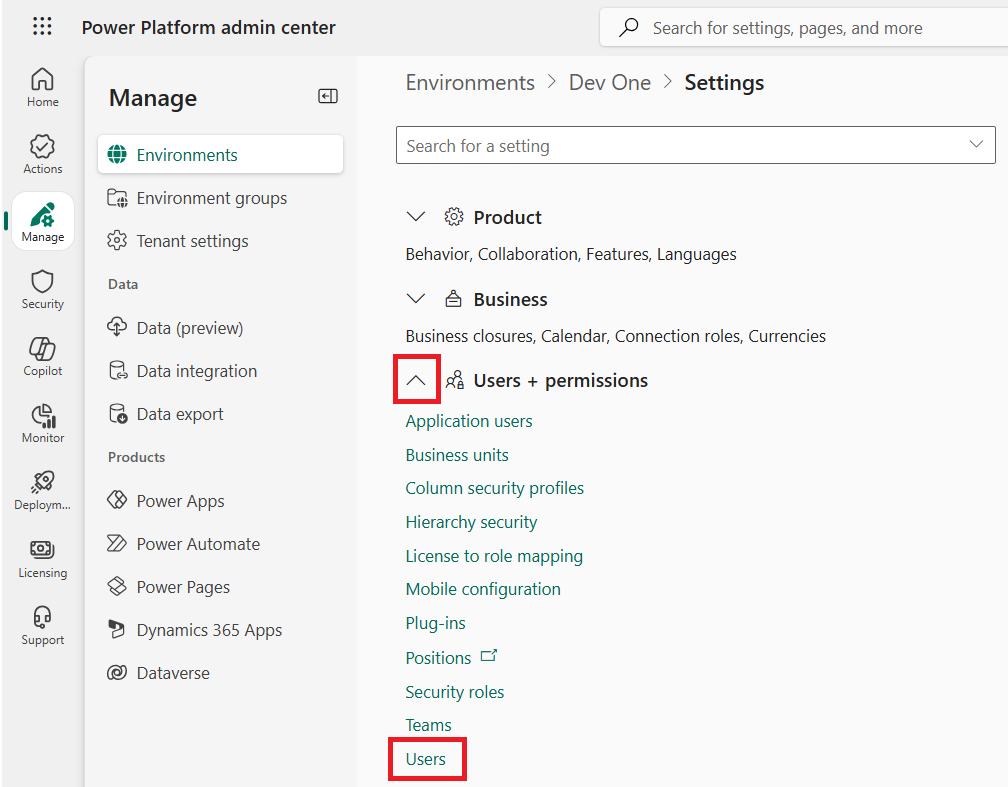 Power Platform admin center
Search for settings, pages, and more
Home
Actions
Manage
Security
Copilot
Monitor
Deploym...
Licensing
Support
Manage
Environments
Environment groups
Tenant settings
Data
Data (preview)
Data integration
Data export
Products
Power Apps
Power Automate
Power Pages
Dynamics 365 Apps
Dataverse
Environments > Dev One > Settings
Search for a setting
Product
Behavior, Collaboration, Features, Languages
Business
Business closures, Calendar, Connection roles, Currencies
Users + permissions
Application users
Business units
Column security profiles
Hierarchy security
License to role mapping
Mobile configuration
Plug-ins
Positions
Security roles
Teams
Users